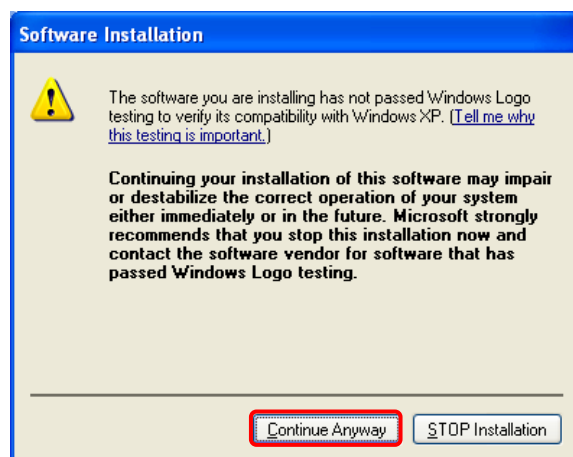 Software Installation
The software you are installing has not passed Windows Logo
testing to verify its compatibility with Windows XP. (Tell me why
this testing is important.)
Continuing your installation of this software may impair
or destabilize the correct operation of your system
either immediately or in the future. Microsoft strongly
recommends that you stop this installation now and
contact the software vendor for software that has
passed Windows Logo testing.
Continue Anyway
STOP Installation